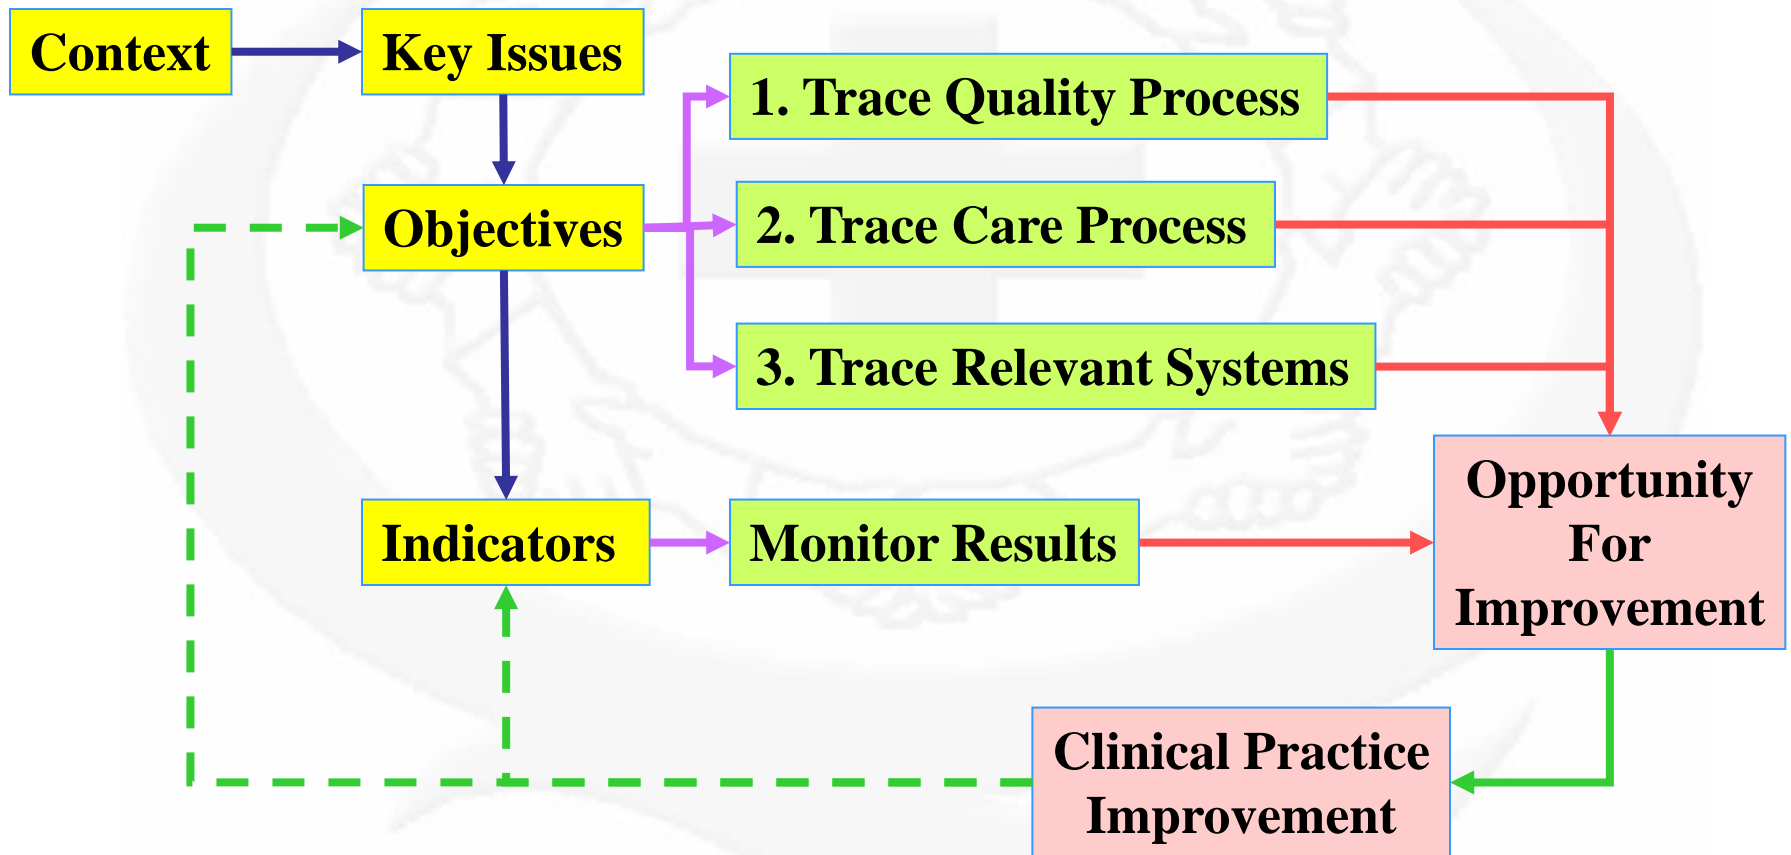 Context
Key Issues
1. Trace Quality Process
Objectives
2. Trace Care Process
3. Trace Relevant Systems
Indicators
Monitor Results
Opportunity
For
Improvement
Clinical Practice
Improvement